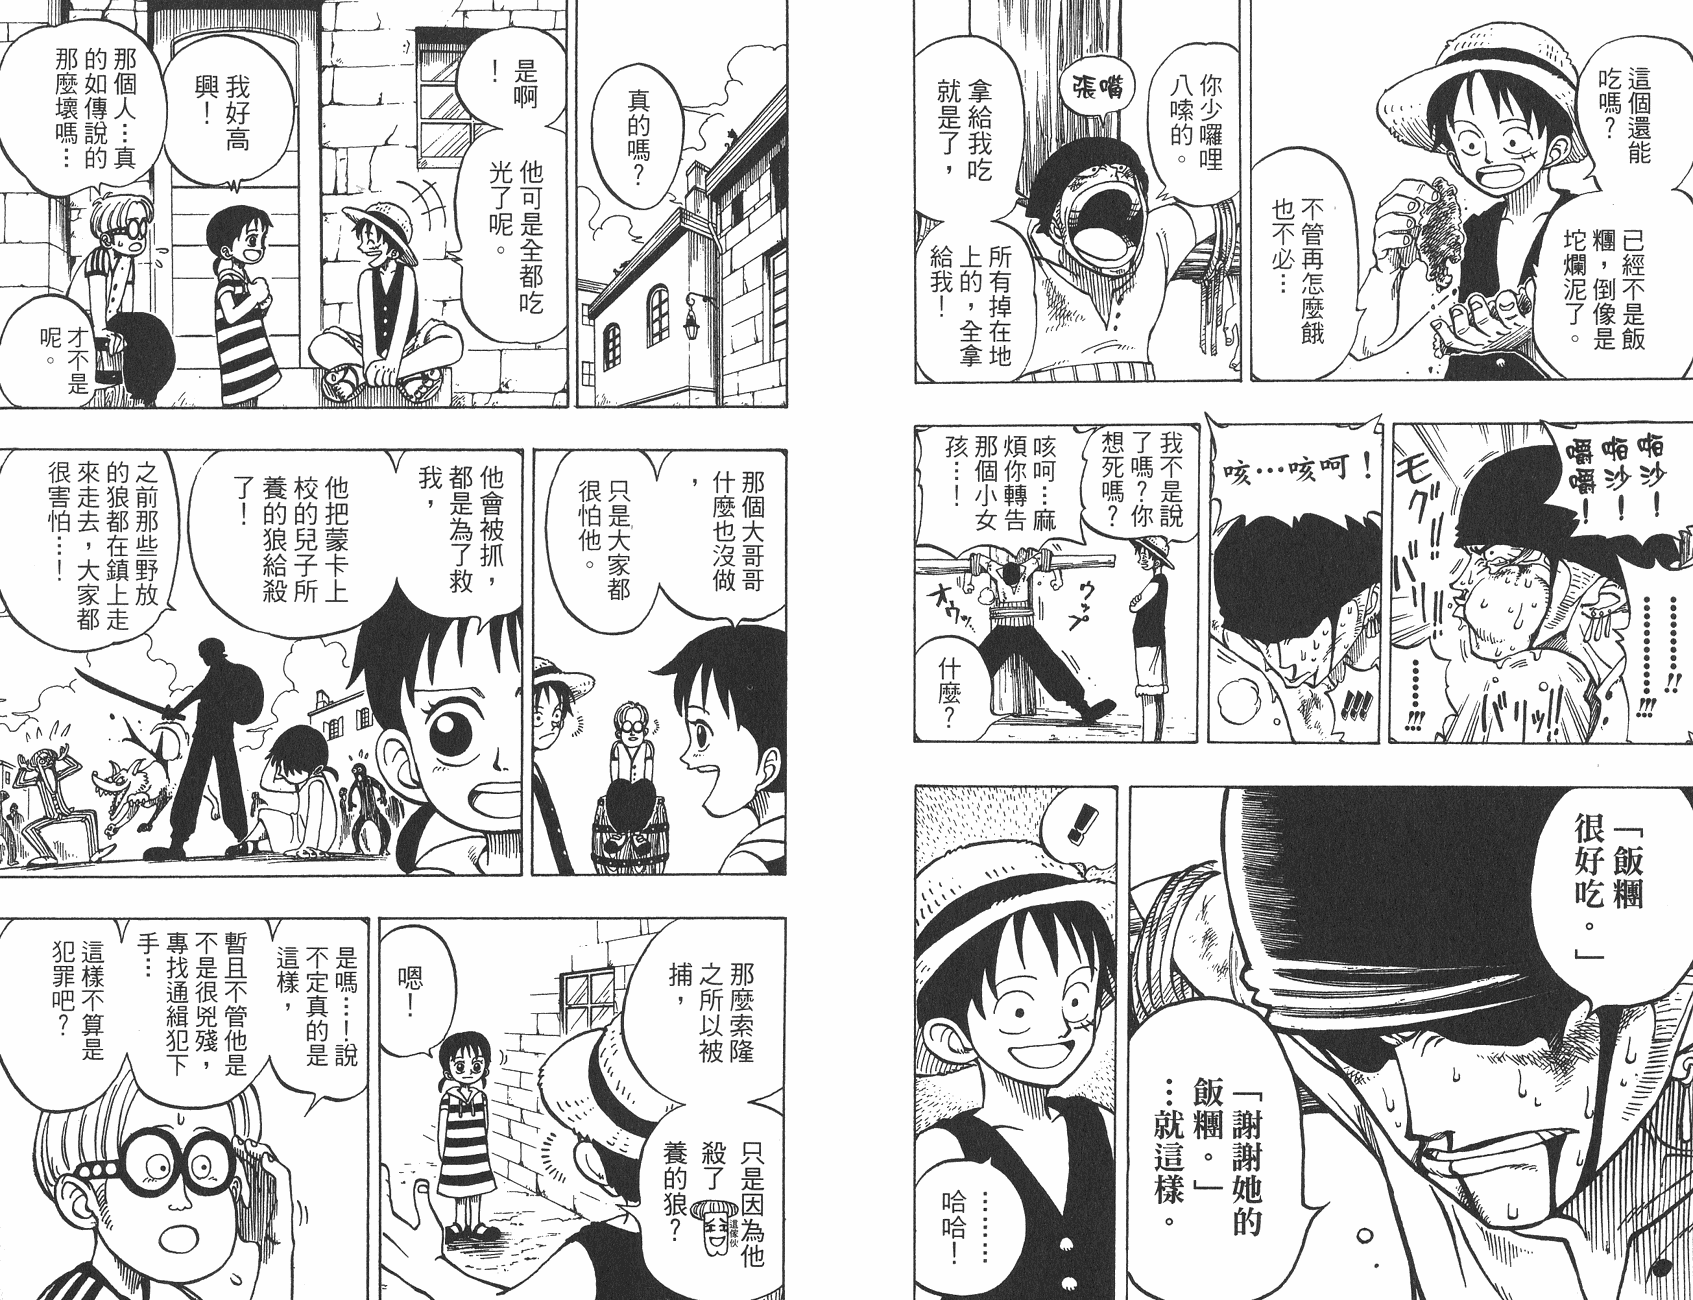 這個還能
吃嗎？
已經不是飯
糰，倒像是
坨爛泥了。
不管再怎麼餓
也不必…
你少囉哩
八嗦的。
張嘴
拿給我吃
就是了，
所有掉在地
上的，全拿
給我！
沙！
沙！
モグ
…………!!
…………!!!
……!!!
咳…咳呵！
!!!
我不是說
了嗎？你
想死嗎？
咳呵…麻
煩你轉告
那個小女
孩…！
ウップ
オウッ
什麼？
「飯糰
很好吃。」
「謝謝她的
飯糰。」
…就這樣。
！
………
哈哈！
真的嗎？
是啊
！
他可是全都吃
光了呢。
我好高
興！
那個人…真
的如傳說的
那麼壞嗎…
才不是
呢。
那個大哥哥
什麼也沒做
，
只是大家都
很怕他。
他會被抓，
都是為了救
我，
他把蒙卡上
校的兒子所
養的狼給殺
了！
之前那些野放
的狼都在鎮上走
來走去，大家都
很害怕…！
那麼索隆
之所以被
捕，
只是因為他
殺了
這傢伙
養的狼？
嗯！
是嗎…！說
不定真的是
這樣，
暫且不管他是
不是很兇殘，
專找通緝犯下
手…
這樣不算是
犯罪吧？